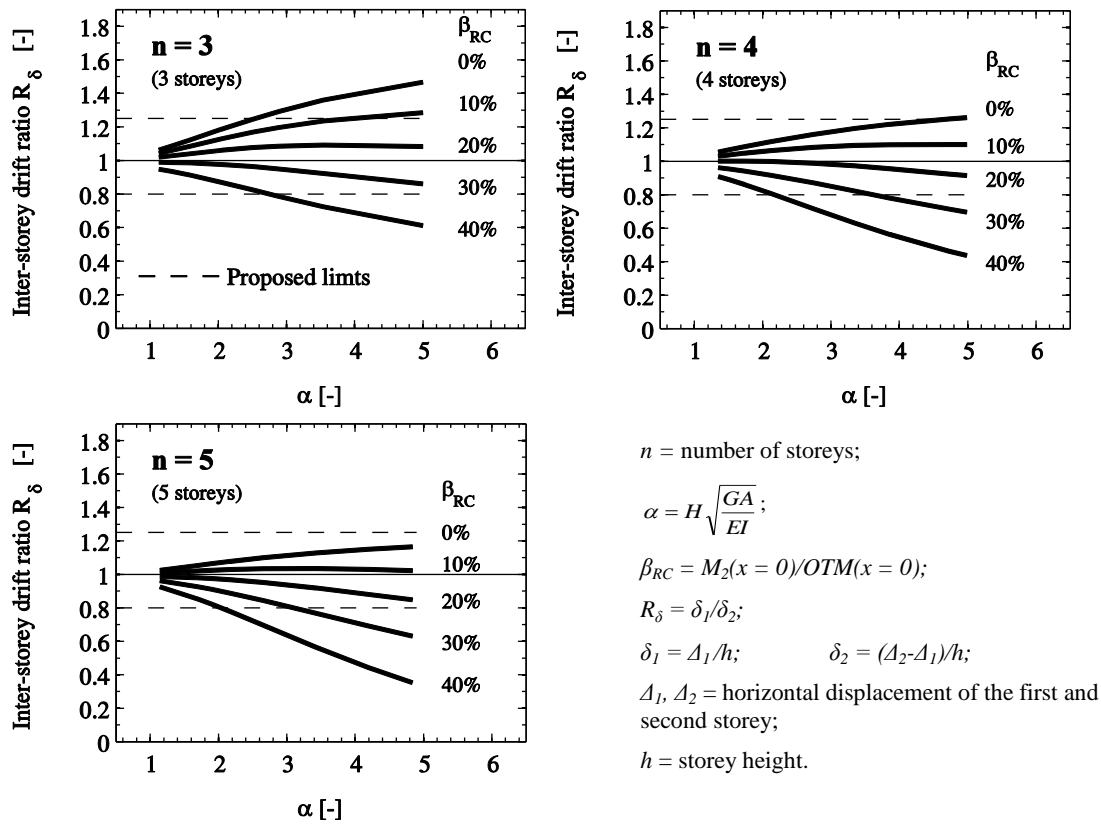 Inter-storey drift ratio R_δ [-]
1.8
1.6
1.4
1.2
1
0.8
0.6
0.4
0.2
0
n = 3
(3 storeys)
β_RC
0%
10%
20%
30%
40%
Proposed limts
1 2 3 4 5 6
α [-]
Inter-storey drift ratio R_δ [-]
1.8
1.6
1.4
1.2
1
0.8
0.6
0.4
0.2
0
n = 4
(4 storeys)
β_RC
0%
10%
20%
30%
40%
1 2 3 4 5 6
α [-]
Inter-storey drift ratio R_δ [-]
1.8
1.6
1.4
1.2
1
0.8
0.6
0.4
0.2
0
n = 5
(5 storeys)
β_RC
0%
10%
20%
30%
40%
1 2 3 4 5 6
α [-]
n = number of storeys;
α = H√(GA/EI) ;
β_RC = M_2(x = 0)/OTM(x = 0);
R_δ = δ_1/δ_2;
δ_1 = Δ_1/h; δ_2 = (Δ_2-Δ_1)/h;
Δ_1, Δ_2 = horizontal displacement of the first and
second storey;
h = storey height.